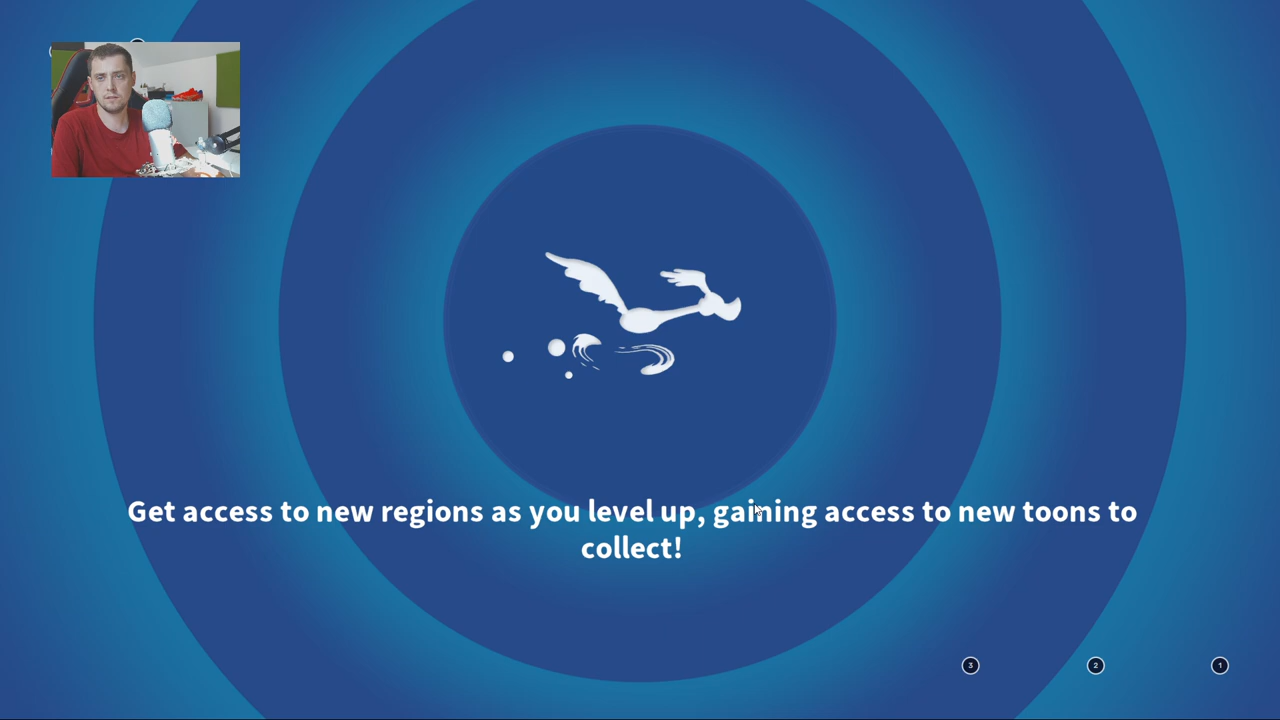 Get access to new regions as you level up, gaining access to new toons to
collect!
3 2 1